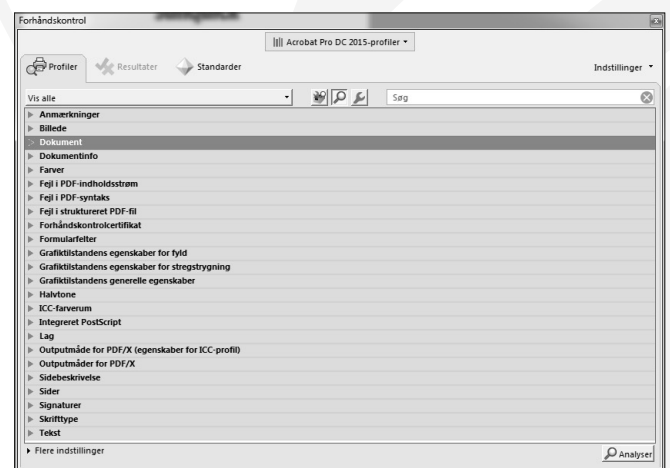 Forhåndskontrol
Acrobat Pro DC 2015-profiler
Profiler Resultater Standarder Indstillinger
Vis alle Søg
Anmærkninger
Billede
Dokument
Dokumentinfo
Farver
Fejl i PDF-indholdsstrøm
Fejl i PDF-syntaks
Fejl i struktureret PDF-fil
Forhåndskontrolcertifikat
Formularfelter
Grafiktilstandens egenskaber for fyld
Grafiktilstandens egenskaber for stregstrygning
Grafiktilstandens generelle egenskaber
Halvtone
ICC-farverum
Integreret PostScript
Lag
Outputmåde for PDF/X (egenskaber for ICC-profil)
Outputmåder for PDF/X
Sidebeskrivelse
Sider
Signaturer
Skrifttype
Tekst
Flere indstillinger Analyser